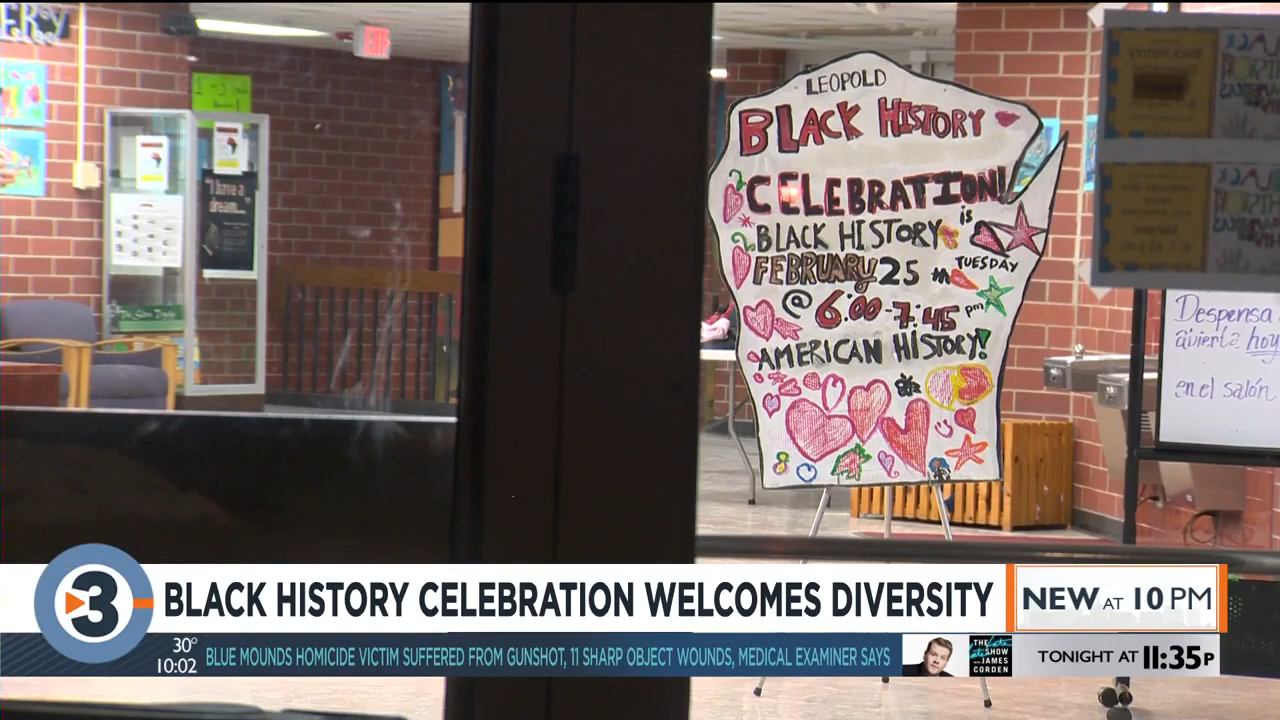 EXIT
"I have a
dream..."
LEOPOLD
BLACK HISTORY
CELEBRATION!
is
BLACK HISTORY
FEBRUARY 25 in TUESDAY
@ 6:00-7:45 pm
AMERICAN HISTORY!
Despensa
abierta hoy
en el salón
3
BLACK HISTORY CELEBRATION WELCOMES DIVERSITY
NEW AT 10 PM
30°
10:02
BLUE MOUNDS HOMICIDE VICTIM SUFFERED FROM GUNSHOT, 11 SHARP OBJECT WOUNDS, MEDICAL EXAMINER SAYS
THE
Late Late
SHOW
WITH
JAMES
CORDEN
TONIGHT AT 11:35P